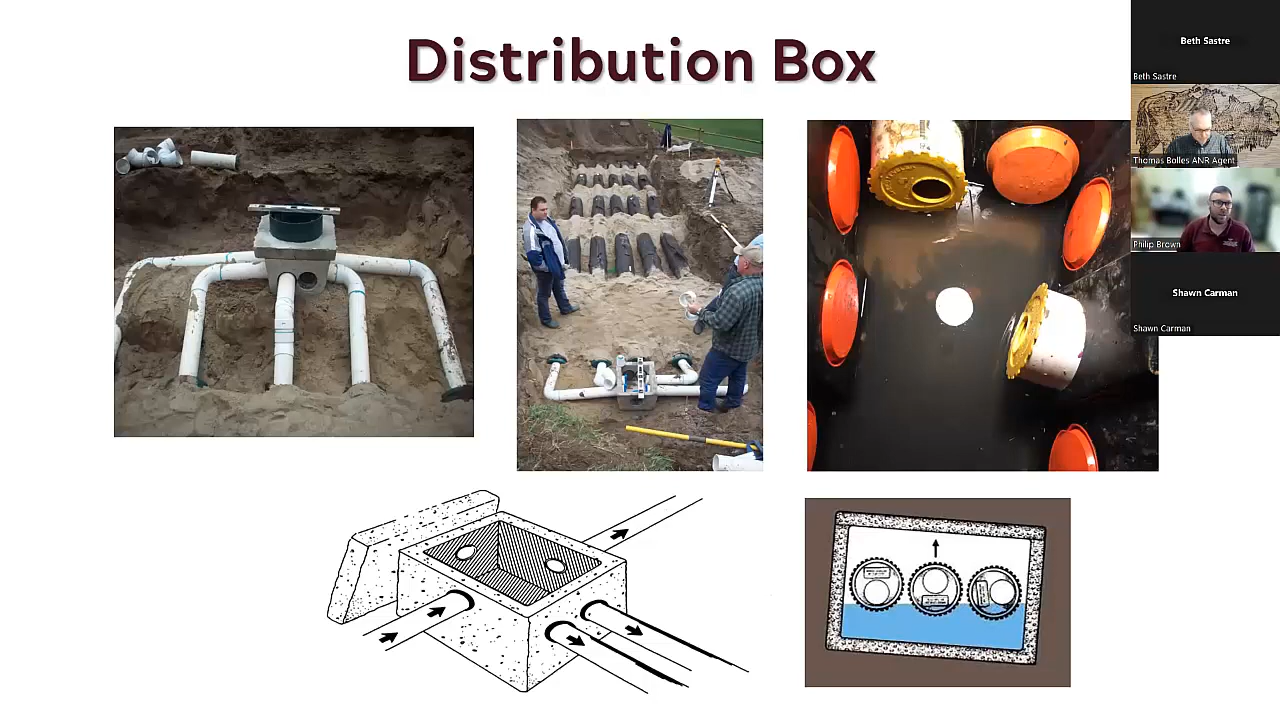 Distribution Box
Beth Sastre
Beth Sastre
Thomas Bolles ANR Agent
Philip Brown
Shawn Carman
Shawn Carman